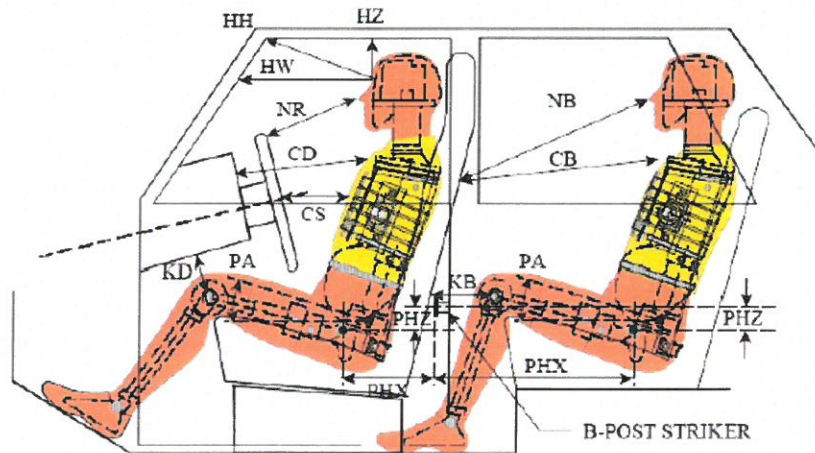 HZ
HH
HW
NR
NB
CD
CB
CS
KD
PA
KB
PA
PHZ
PHZ
PHX
PHX
B-POST STRIKER